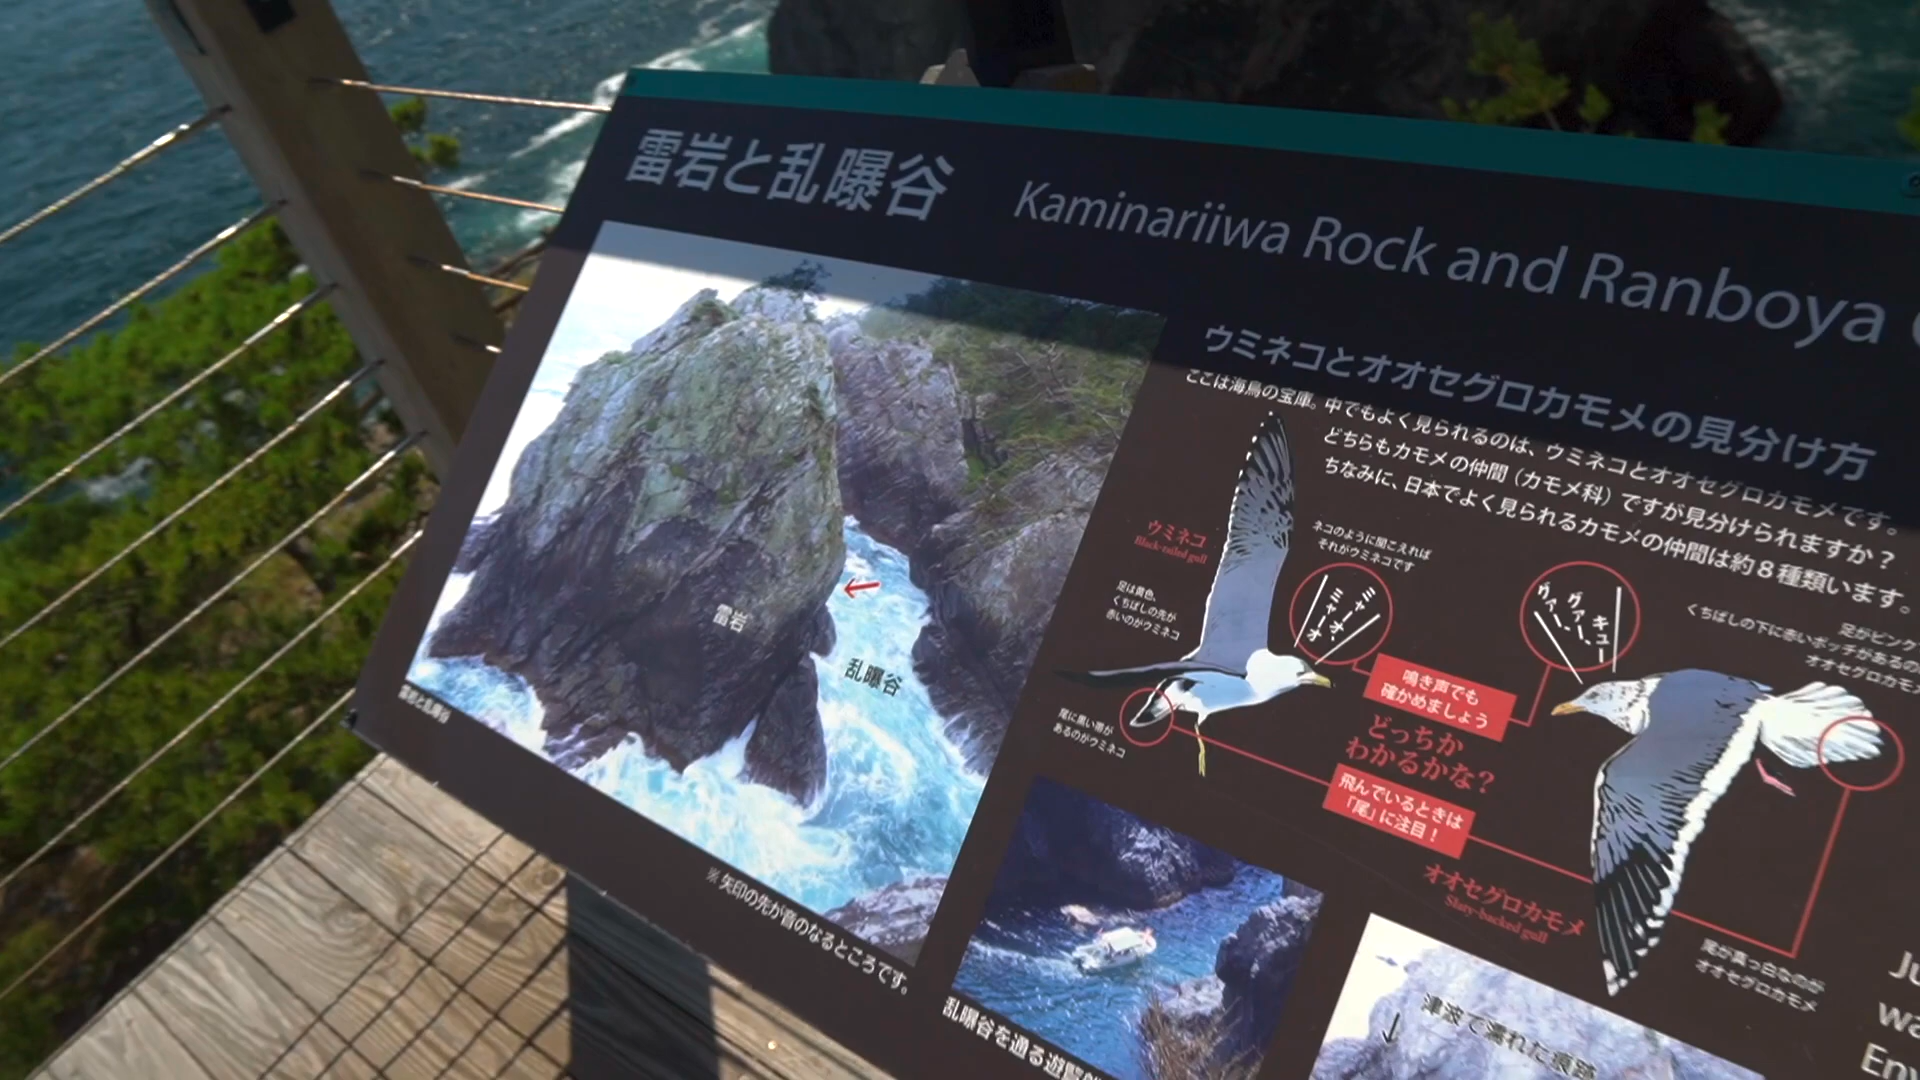 雷岩と乱曝谷
Kaminariiwa Rock and Ranboya
ウミネコとオオセグロカモメの見分け方
ここは海鳥の宝庫。中でもよく見られるのは、ウミネコとオオセグロカモメです。
どちらもカモメの仲間（カモメ科）ですが見分けられますか？
ちなみに、日本でよく見られるカモメの仲間は約８種類います。
ウミネコ
Black-tailed gull
ネコのように聞こえれば
それがウミネコです
足は黄色、
くちばしの先が
赤いのがウミネコ
ミャーオ、
ミャーオ
ヴァー、
グァー、
キュー
足がピンク
くちばしの下に赤いポッチがあるの
オオセグロカモメ
鳴き声でも
確かめましょう
どっちか
わかるかな？
飛んでいるときは
「尾」に注目！
尾に黒い帯が
あるのがウミネコ
オオセグロカモメ
Slaty-backed gull
尾が真っ白なのが
オオセグロカモメ
雷岩
乱曝谷
雷岩と乱曝谷
※矢印の先が音のなるところです。
乱曝谷を通る遊覧船
津波で濡れた痕跡
Ju
wa
Env